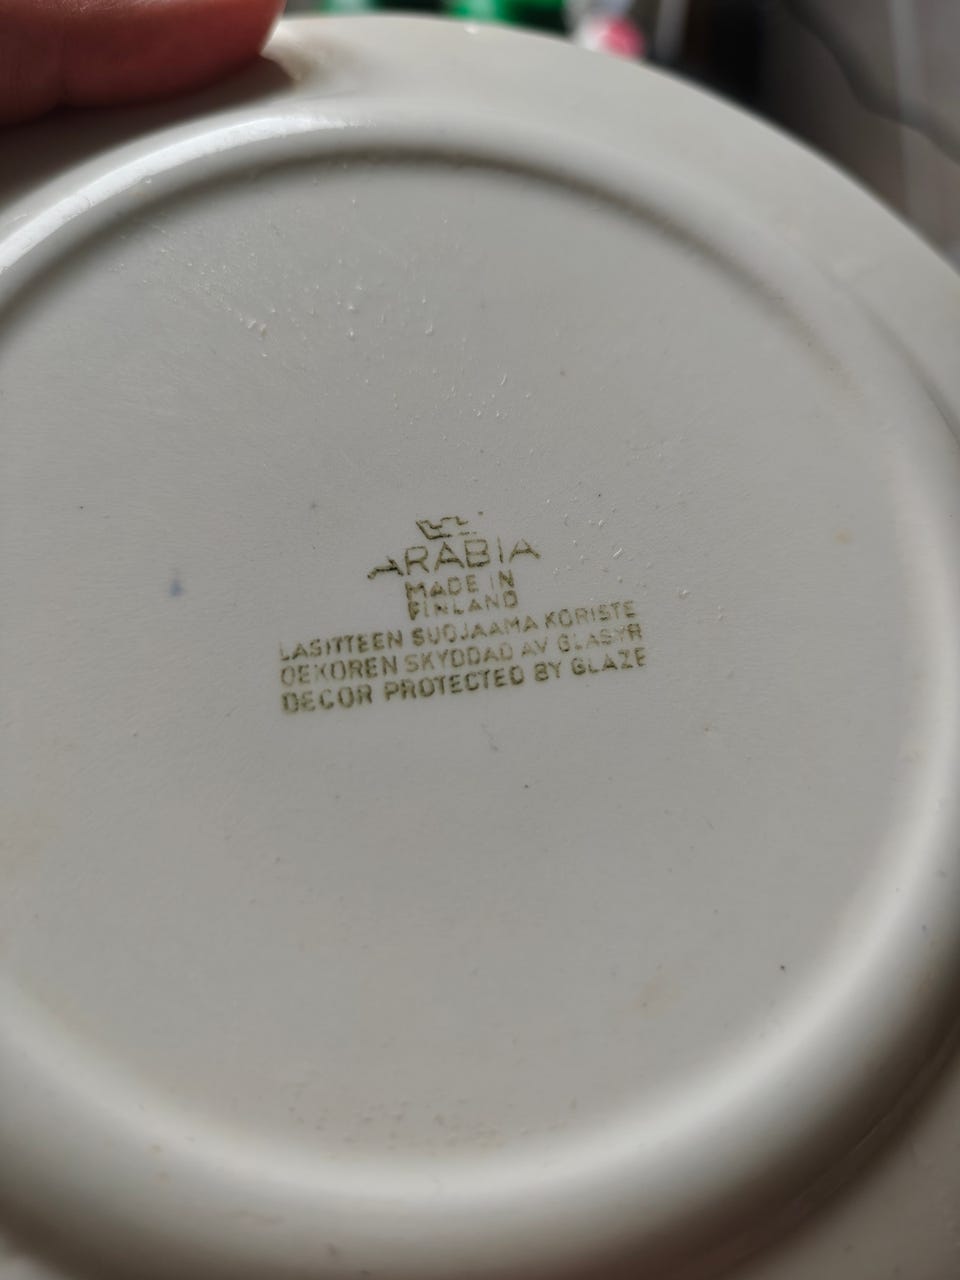 ARABIA
MADE IN
FINLAND
LASITTEEN SUOJAAMA KORISTE
DEKOREN SKYDDAD AV GLASYR
DECOR PROTECTED BY GLAZE